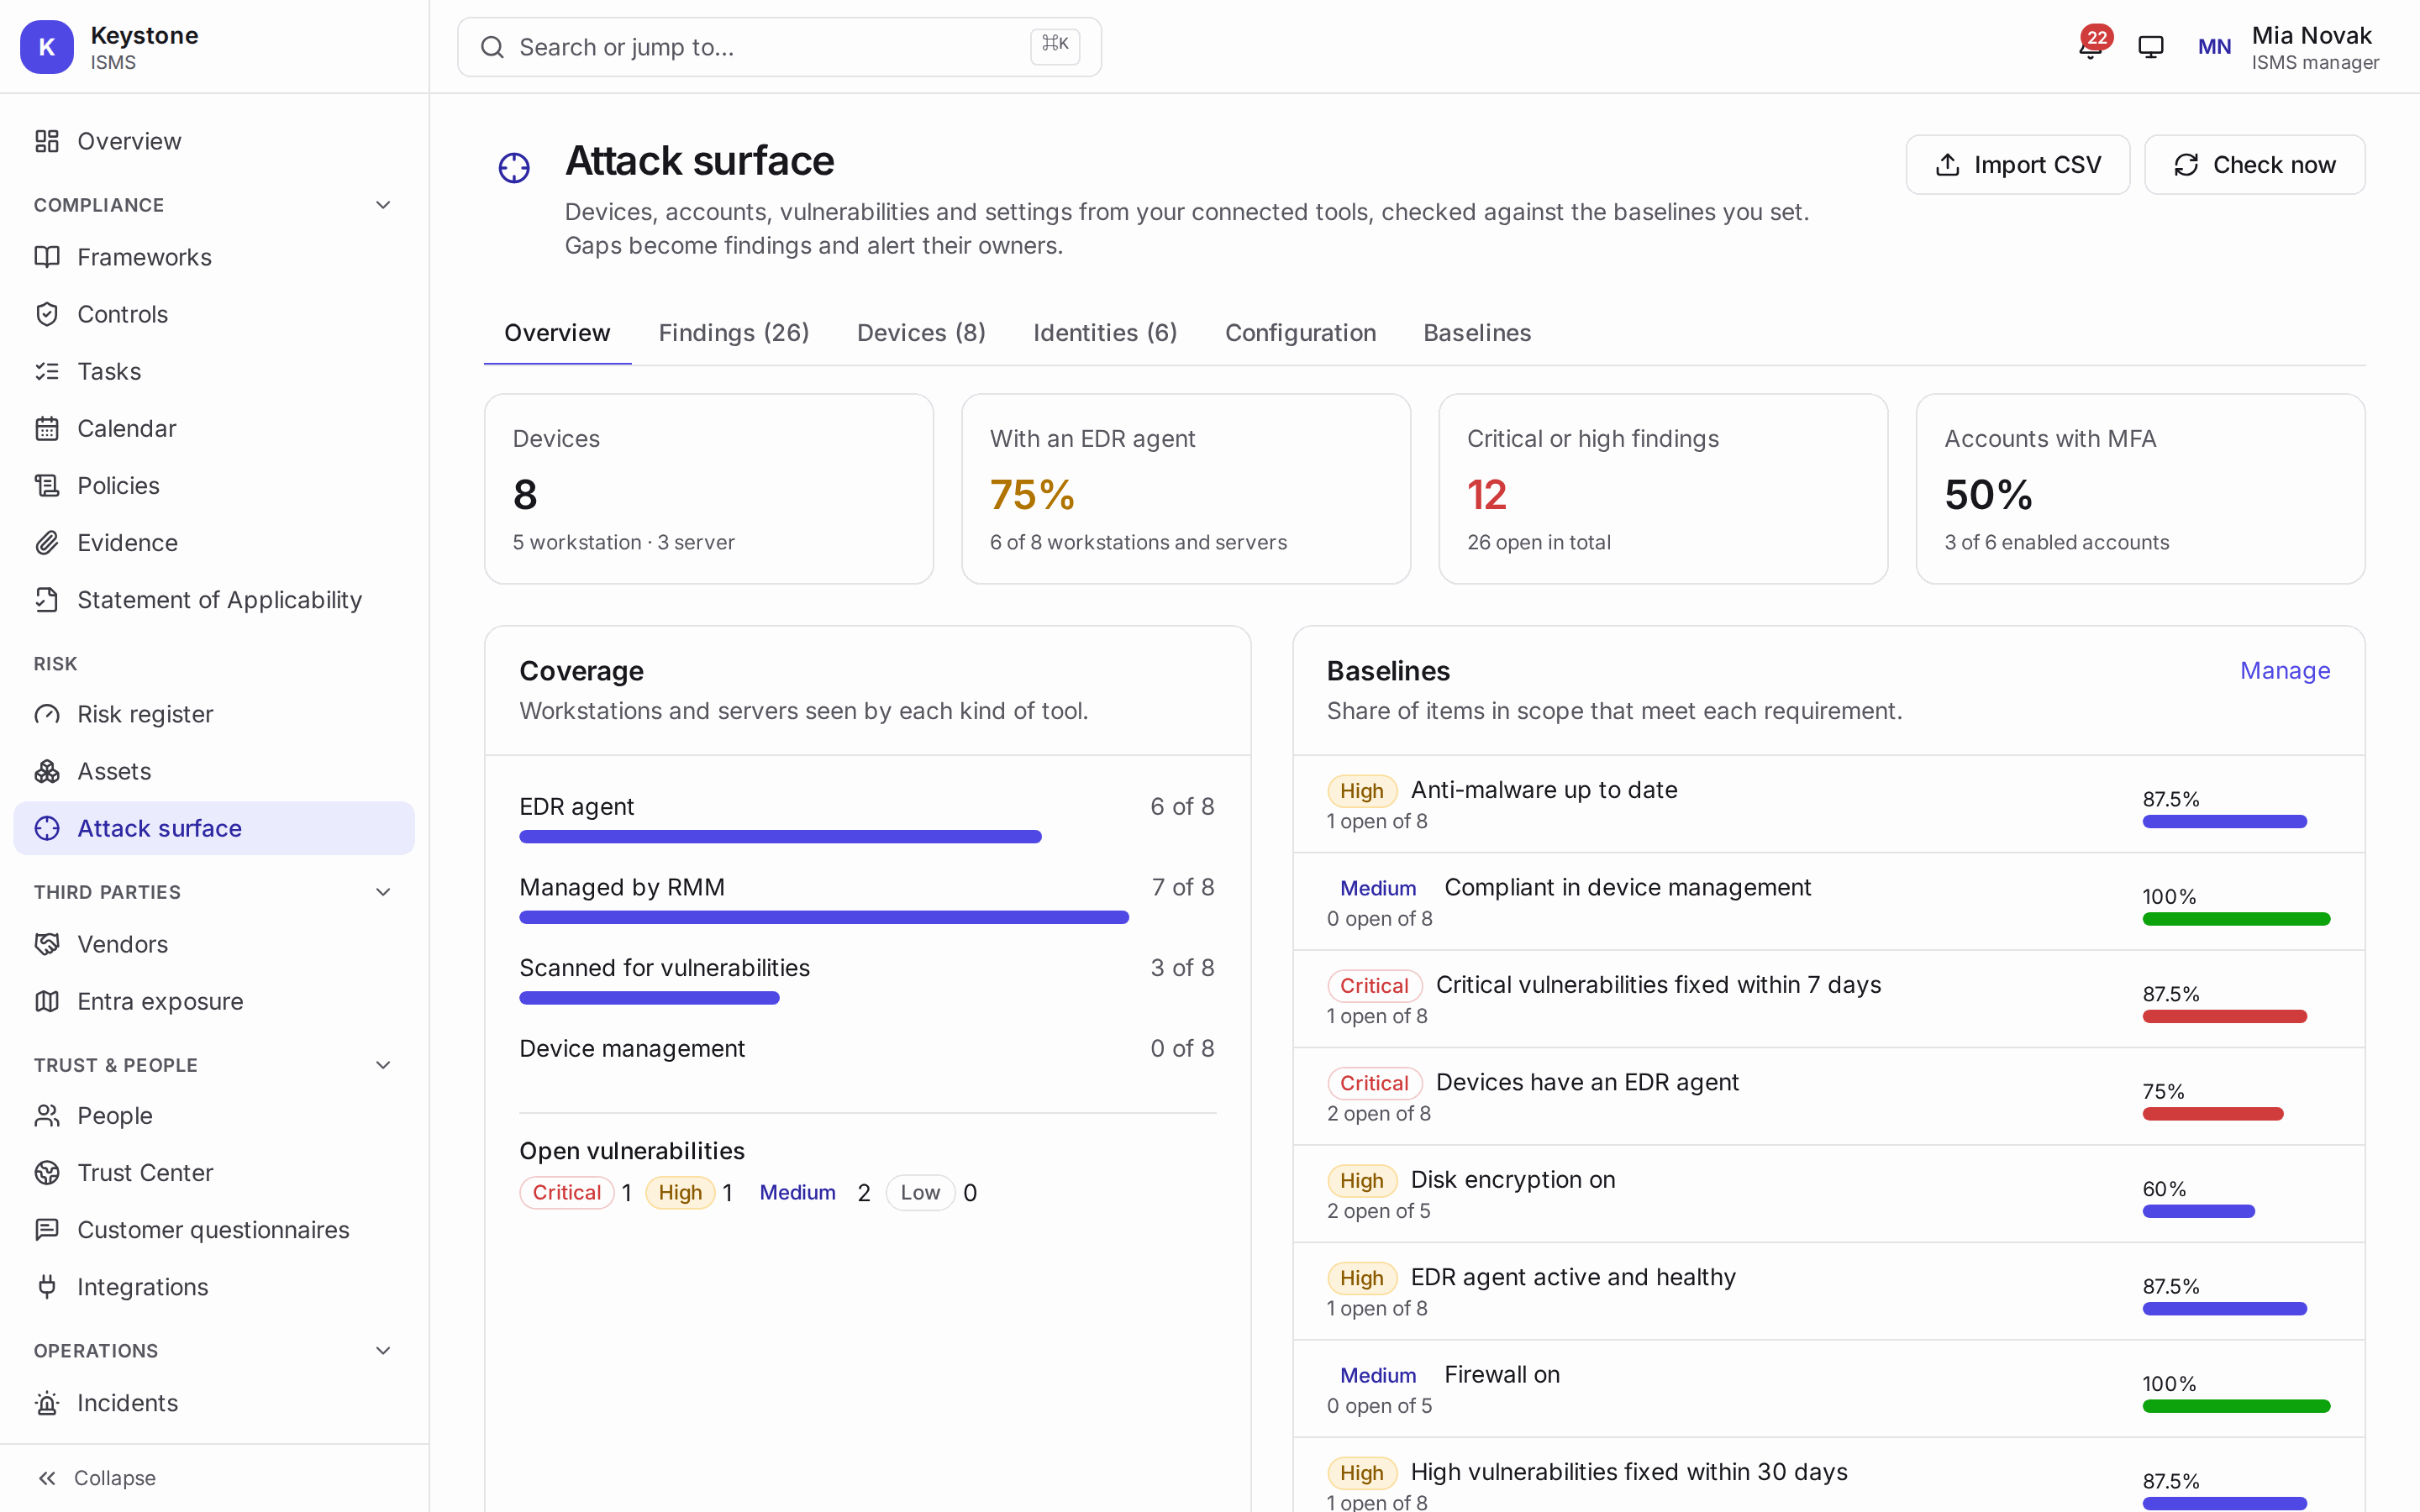 K
Keystone
ISMS
Search or jump to...
⌘K
22
MN
Mia Novak
ISMS manager
Overview
COMPLIANCE
Frameworks
Controls
Tasks
Calendar
Policies
Evidence
Statement of Applicability
RISK
Risk register
Assets
Attack surface
THIRD PARTIES
Vendors
Entra exposure
TRUST & PEOPLE
People
Trust Center
Customer questionnaires
Integrations
OPERATIONS
Incidents
Collapse
Attack surface
Devices, accounts, vulnerabilities and settings from your connected tools, checked against the baselines you set.
Gaps become findings and alert their owners.
Import CSV
Check now
Overview
Findings (26)
Devices (8)
Identities (6)
Configuration
Baselines
Devices
8
5 workstation · 3 server
With an EDR agent
75%
6 of 8 workstations and servers
Critical or high findings
12
26 open in total
Accounts with MFA
50%
3 of 6 enabled accounts
Coverage
Workstations and servers seen by each kind of tool.
EDR agent 6 of 8
Managed by RMM 7 of 8
Scanned for vulnerabilities 3 of 8
Device management 0 of 8
Open vulnerabilities
Critical 1 High 1 Medium 2 Low 0
Baselines
Manage
Share of items in scope that meet each requirement.
High Anti-malware up to date
1 open of 8
87.5%
Medium Compliant in device management
0 open of 8
100%
Critical Critical vulnerabilities fixed within 7 days
1 open of 8
87.5%
Critical Devices have an EDR agent
2 open of 8
75%
High Disk encryption on
2 open of 5
60%
High EDR agent active and healthy
1 open of 8
87.5%
Medium Firewall on
0 open of 5
100%
High High vulnerabilities fixed within 30 days
1 open of 8
87.5%